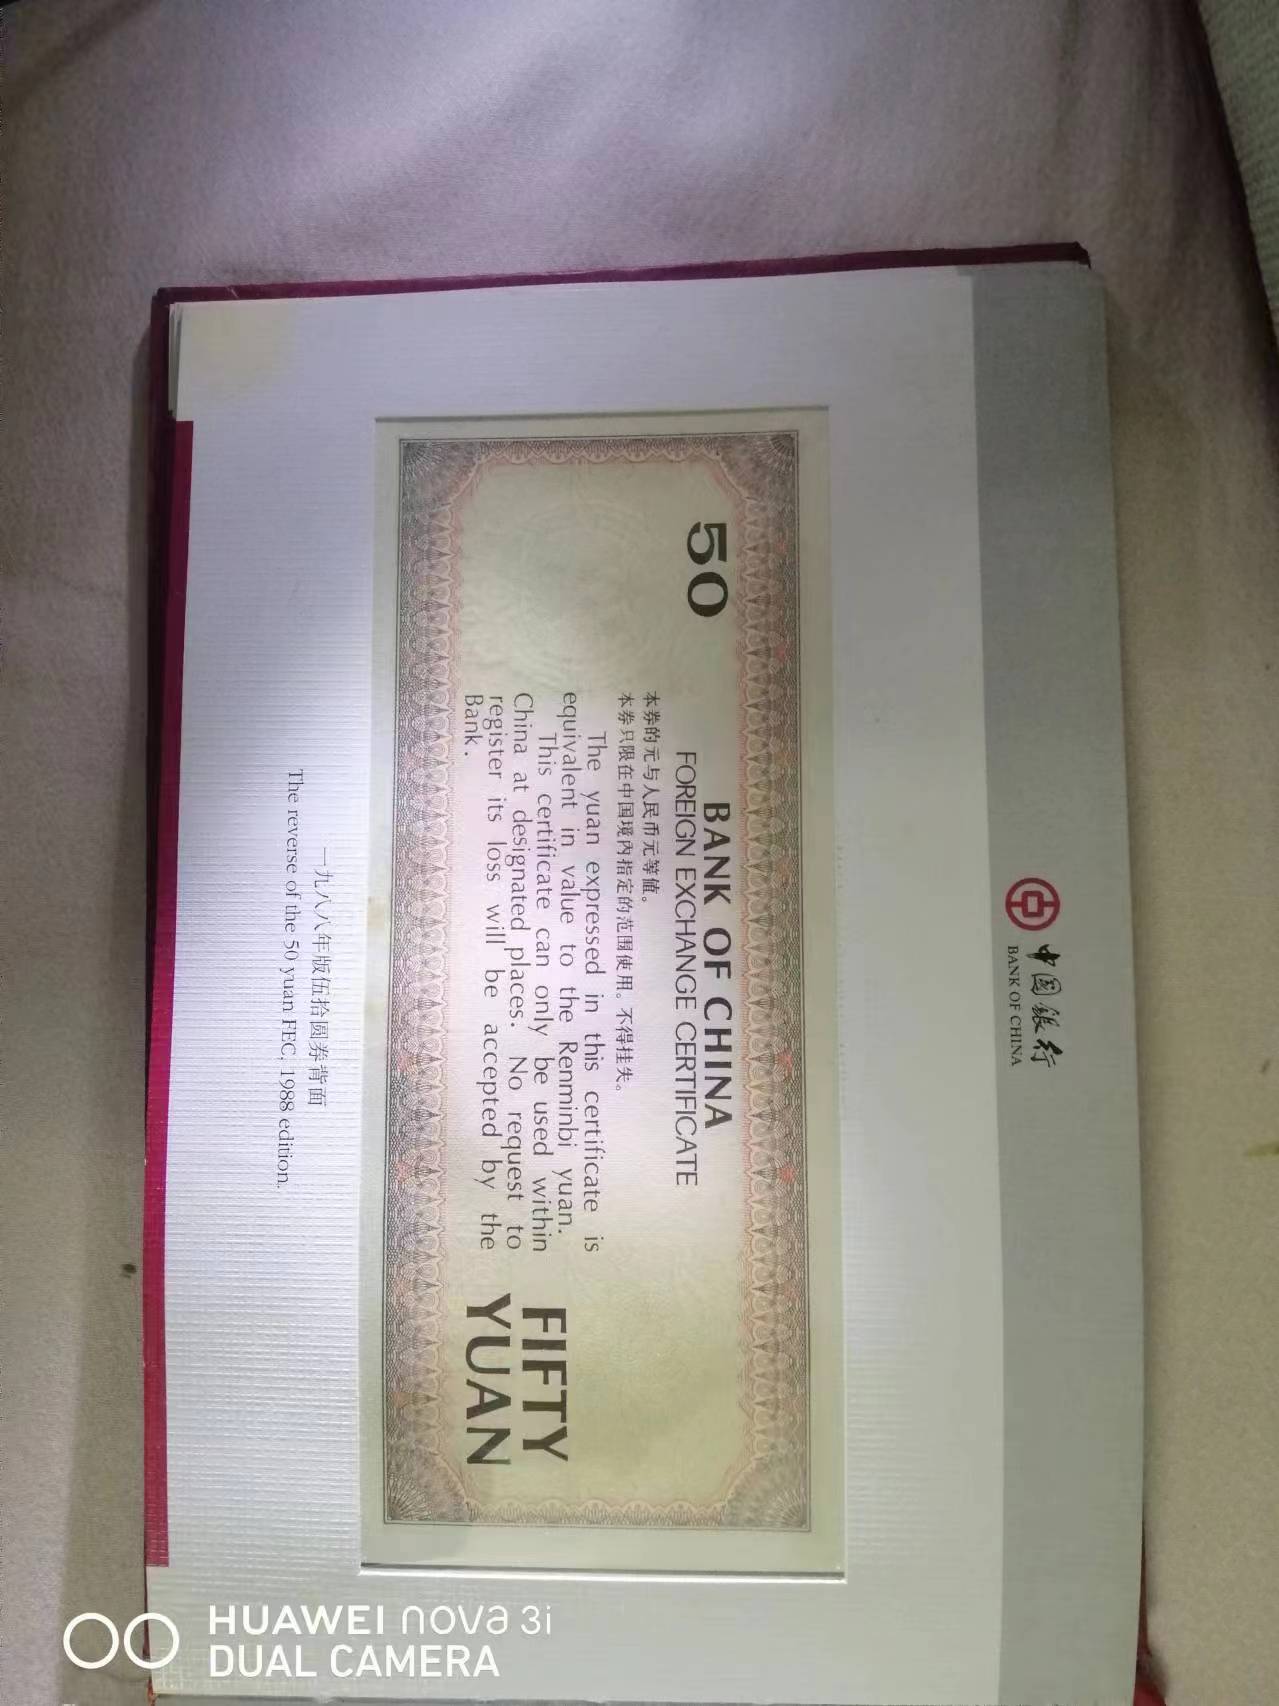 中国銀行
BANK OF CHINA
BANK OF CHINA
FOREIGN EXCHANGE CERTIFICATE
50
本券的元与人民币元等值。
本券只限在中国境内指定的范围使用。不得挂失。
The yuan expressed in this certificate is
equivalent in value to the Renminbi yuan.
This certificate can only be used within
China at designated places. No request to
register its loss will be accepted by the
Bank.
FIFTY
YUAN
一九八八年版伍拾圆券背面
The reverse of the 50 yuan FEC, 1988 edition.
HUAWEI nova 3i
DUAL CAMERA